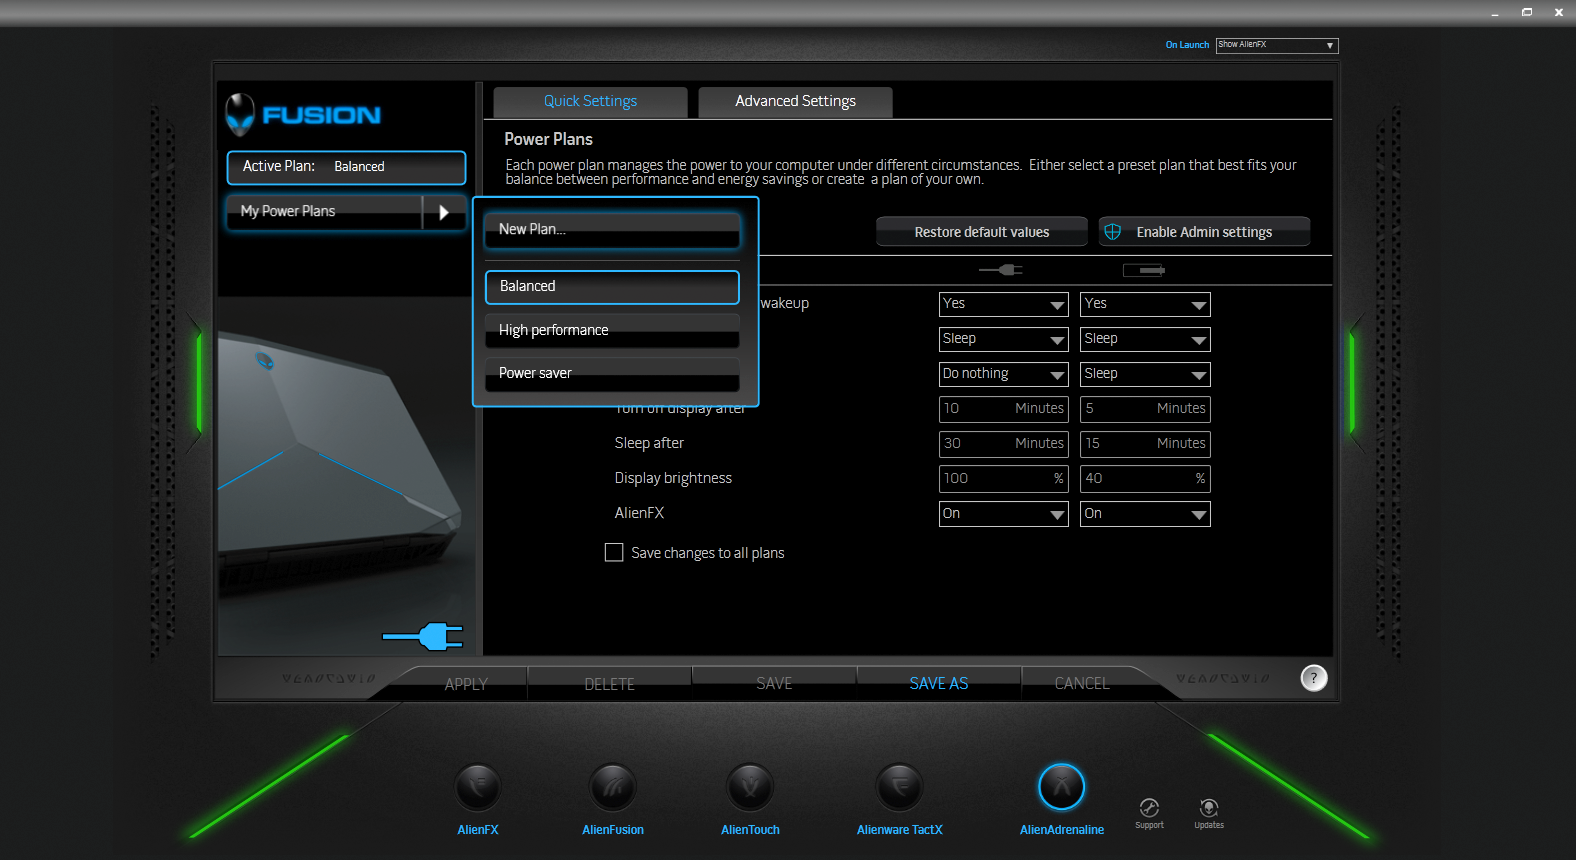 On Launch
Show AlienFX
FUSION
Quick Settings
Advanced Settings
Active Plan: Balanced
My Power Plans
Power Plans
Each power plan manages the power to your computer under different circumstances. Either select a preset plan that best fits your
balance between performance and energy savings or create a plan of your own.
New Plan...
Balanced
High performance
Power saver
Restore default values
Enable Admin settings
wakeup Yes Yes
Sleep Sleep
Do nothing Sleep
Turn off display after 10 Minutes 5 Minutes
Sleep after 30 Minutes 15 Minutes
Display brightness 100 % 40 %
AlienFX On On
Save changes to all plans
APPLY
DELETE
SAVE
SAVE AS
CANCEL
?
AlienFX
AlienFusion
AlienTouch
Alienware TactX
AlienAdrenaline
Support
Updates